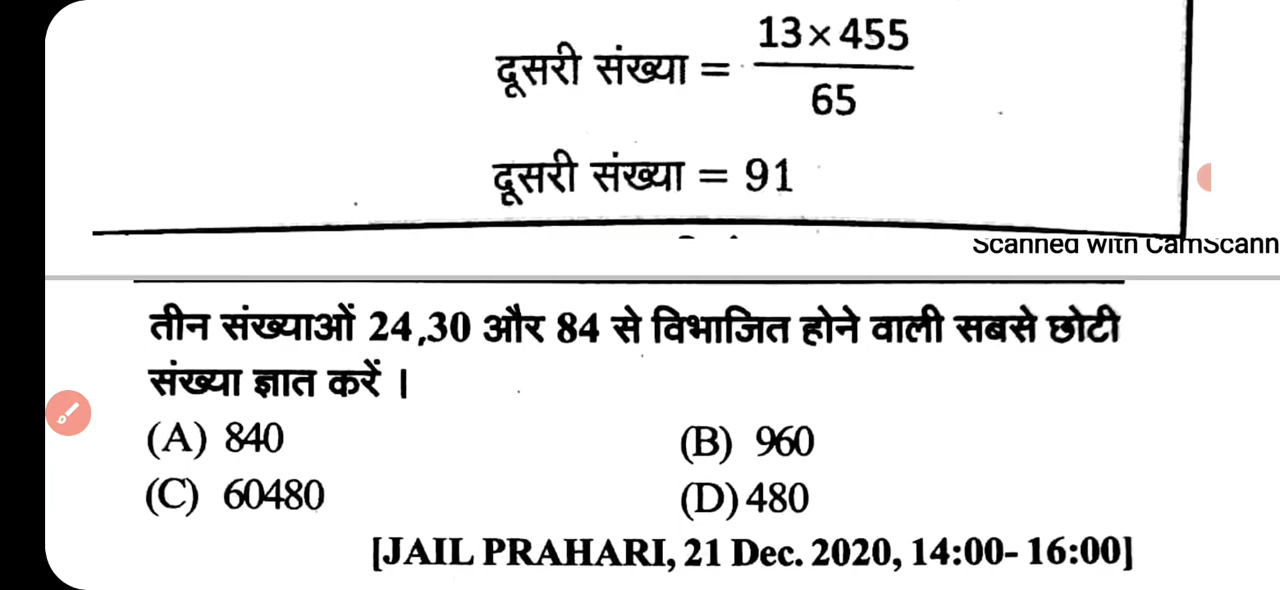 दूसरी संख्या = 13×455 / 65
दूसरी संख्या = 91
Scanned with CamScann
तीन संख्याओं 24,30 और 84 से विभाजित होने वाली सबसे छोटी
संख्या ज्ञात करें ।
(A) 840 (B) 960
(C) 60480 (D) 480
[JAIL PRAHARI, 21 Dec. 2020, 14:00- 16:00]